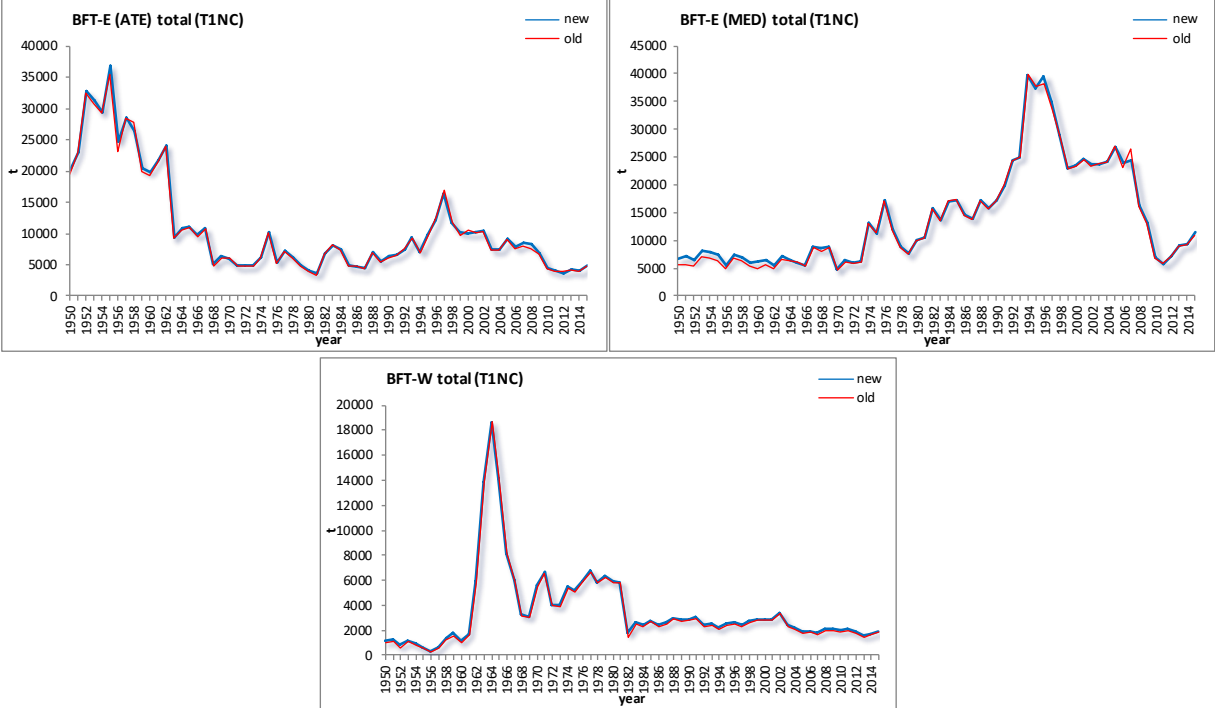 BFT-E (ATE) total (T1NC)
new
old
40000
35000
30000
25000
20000
15000
10000
5000
0
t
1950 1952 1954 1956 1958 1960 1962 1964 1966 1968 1970 1972 1974 1976 1978 1980 1982 1984 1986 1988 1990 1992 1994 1996 1998 2000 2002 2004 2006 2008 2010 2012 2014
year
BFT-E (MED) total (T1NC)
new
old
45000
40000
35000
30000
25000
20000
15000
10000
5000
0
t
1950 1952 1954 1956 1958 1960 1962 1964 1966 1968 1970 1972 1974 1976 1978 1980 1982 1984 1986 1988 1990 1992 1994 1996 1998 2000 2002 2004 2006 2008 2010 2012 2014
year
BFT-W total (T1NC)
new
old
20000
18000
16000
14000
12000
10000
8000
6000
4000
2000
0
t
1950 1952 1954 1956 1958 1960 1962 1964 1966 1968 1970 1972 1974 1976 1978 1980 1982 1984 1986 1988 1990 1992 1994 1996 1998 2000 2002 2004 2006 2008 2010 2012 2014
year